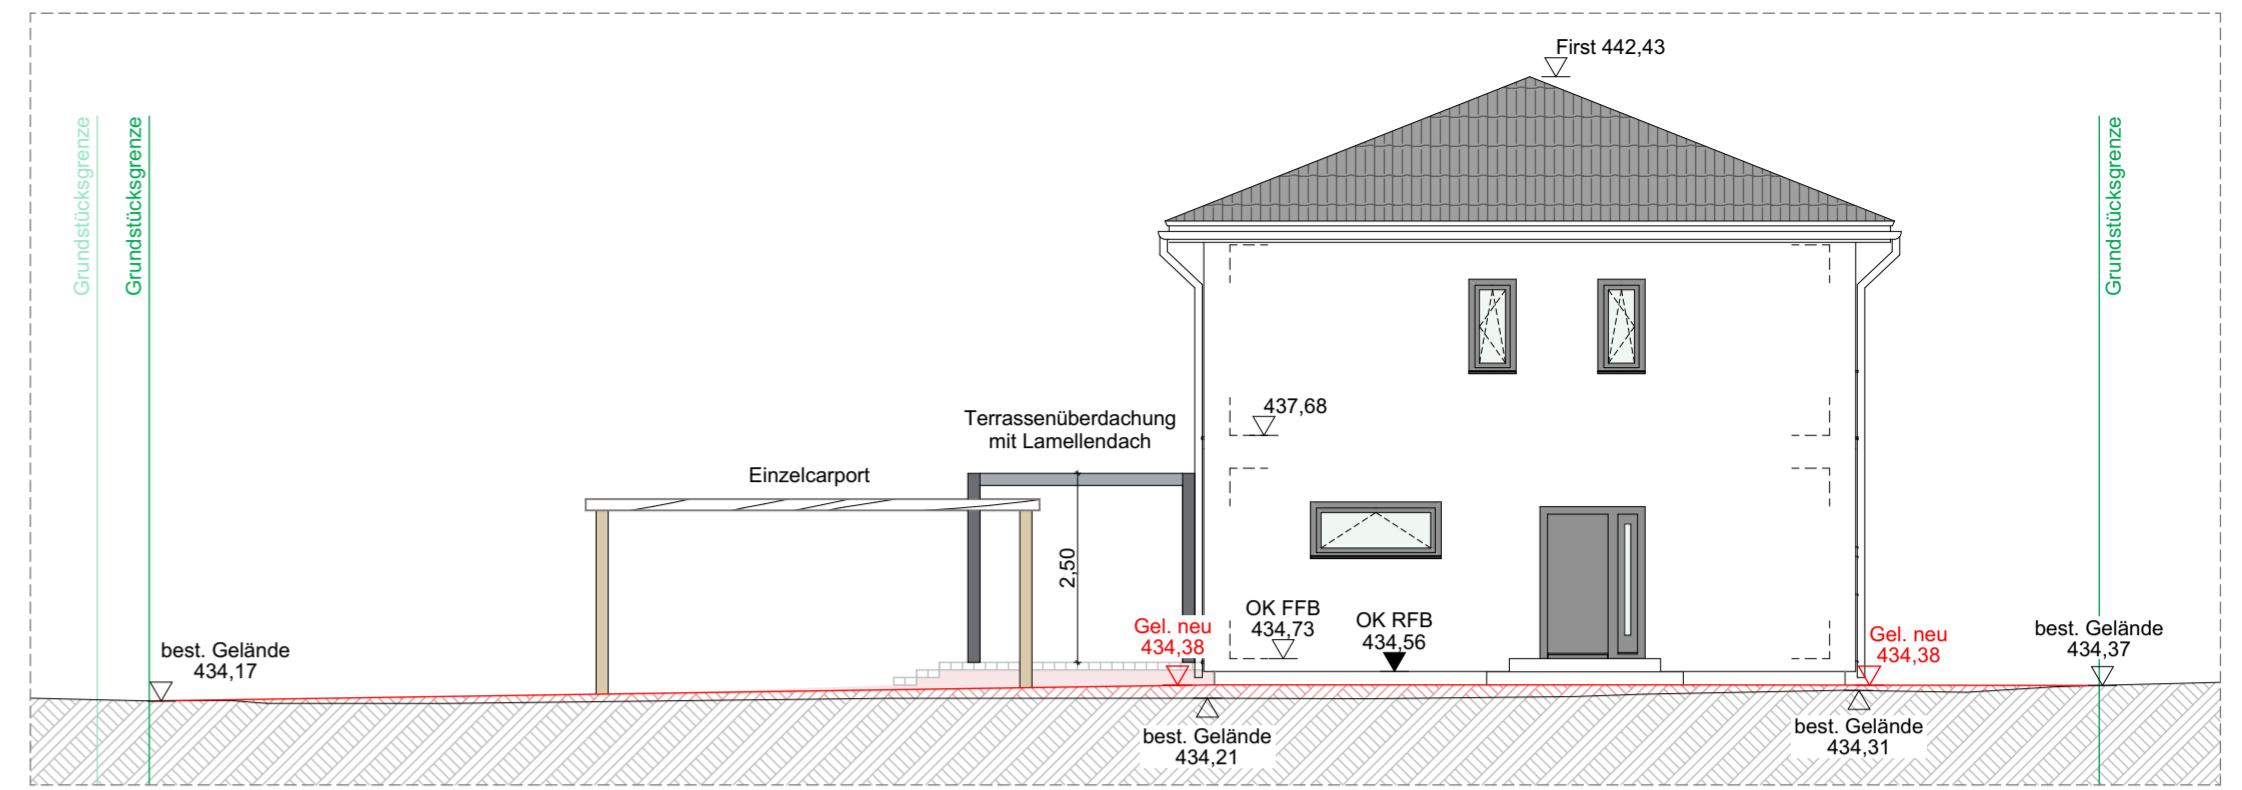 First 442,43
Grundstücksgrenze
Grundstücksgrenze
Grundstücksgrenze
437,68
Terrassenüberdachung
mit Lamellendach
Einzelcarport
2,50
OK FFB
434,73
OK RFB
434,56
Gel. neu
434,38
Gel. neu
434,38
best. Gelände
434,37
best. Gelände
434,17
best. Gelände
434,21
best. Gelände
434,31